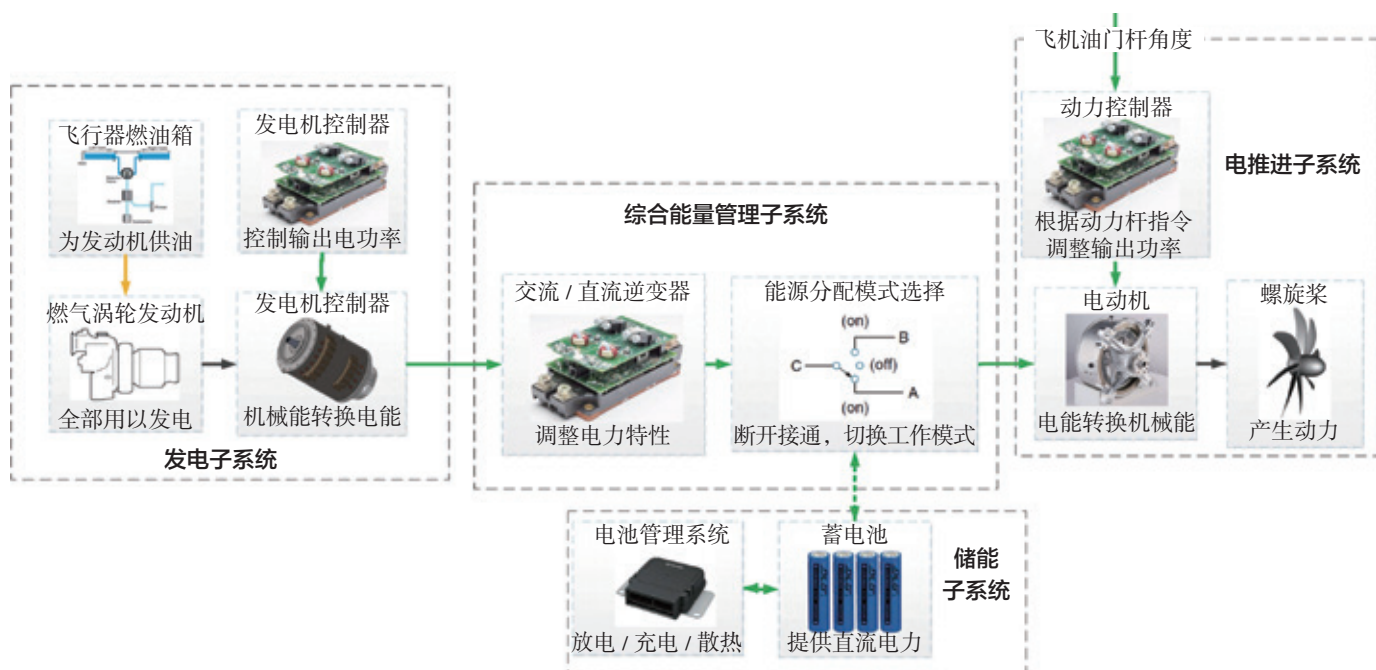 飞行器燃油箱
为发动机供油
发电机控制器
控制输出电功率
燃气涡轮发动机
全部用以发电
发电机控制器
机械能转换电能
发电子系统
综合能量管理子系统
交流 / 直流逆变器
调整电力特性
能源分配模式选择
(on)
B
(off)
C
A
(on)
断开接通，切换工作模式
飞机油门杆角度
动力控制器
根据动力杆指令
调整输出功率
电推进子系统
电动机
电能转换机械能
螺旋桨
产生动力
电池管理系统
放电 / 充电 / 散热
蓄电池
提供直流电力
储能
子系统